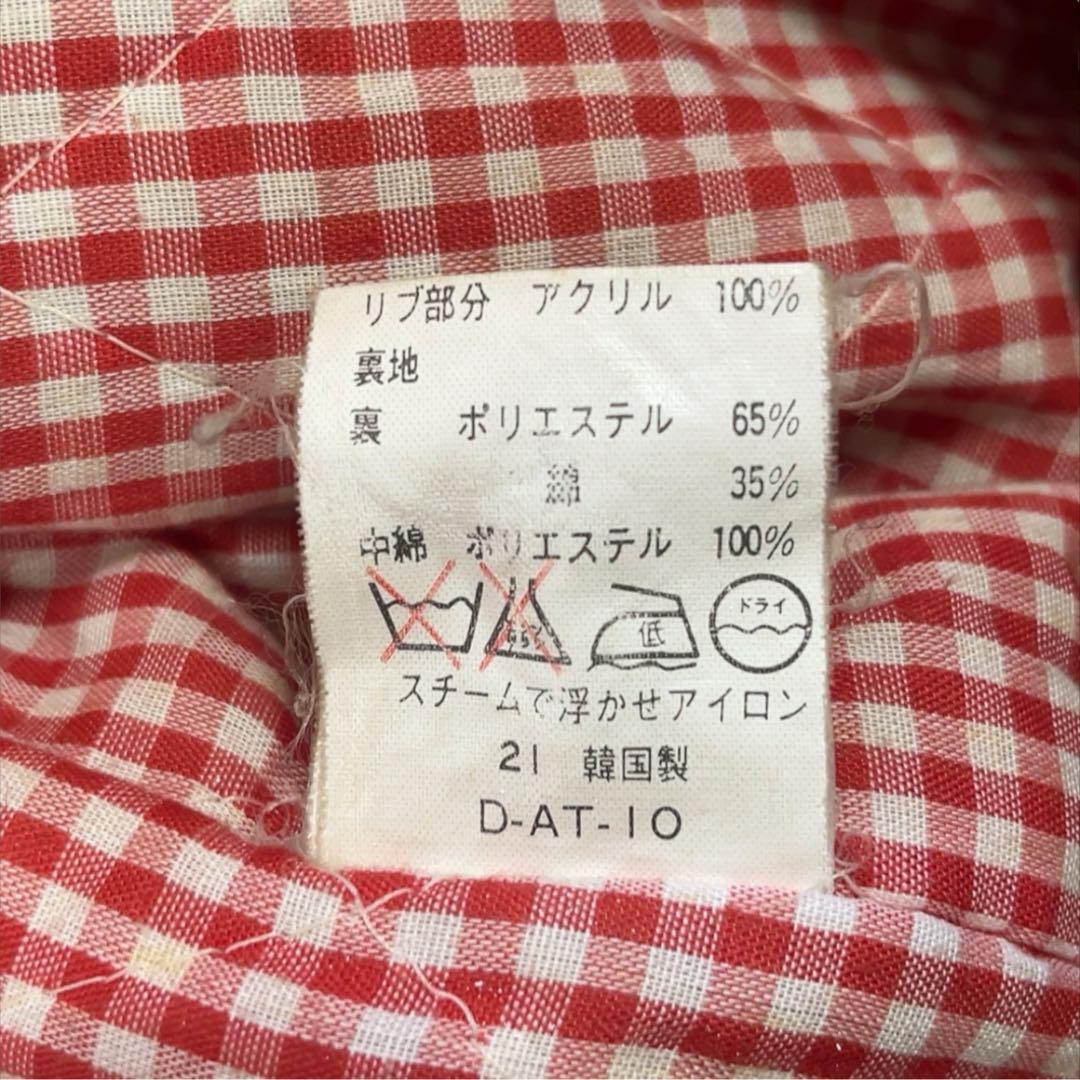 リブ部分 アクリル 100%
裏地
裏 ポリエステル 65%
綿 35%
中綿 ポリエステル 100%
低 ドライ
スチームで浮かせアイロン
21 韓国製
D-AT-10